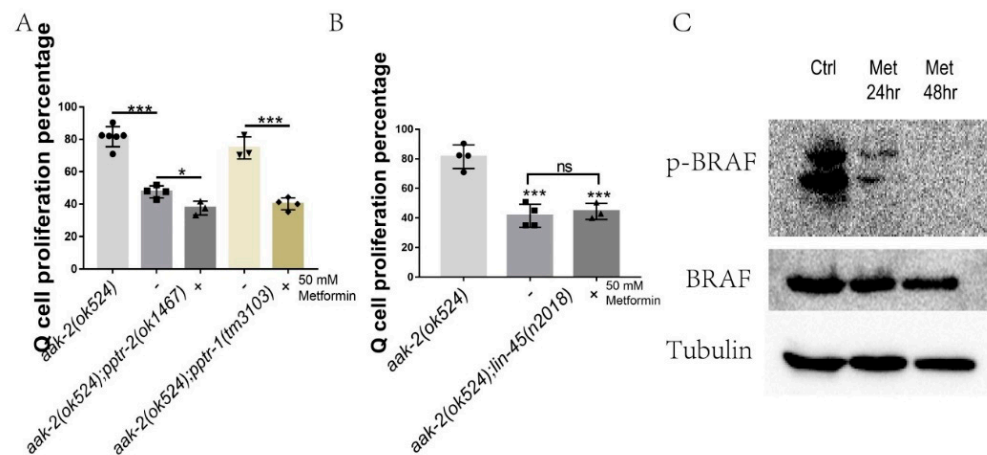 A
Q cell proliferation percentage
100
80
60
40
20
0
***
*
***
-
+
-
+
50 mM
Metformin
aak-2(ok524)
aak-2(ok524);pptr-2(ok1467)
aak-2(ok524);pptr-1(tm3103)
B
Q cell proliferation percentage
100
80
60
40
20
0
ns
***
***
-
+
50 mM
Metformin
aak-2(ok524)
aak-2(ok524);lin-45(n2018)
C
Ctrl
Met
24hr
Met
48hr
p-BRAF
BRAF
Tubulin